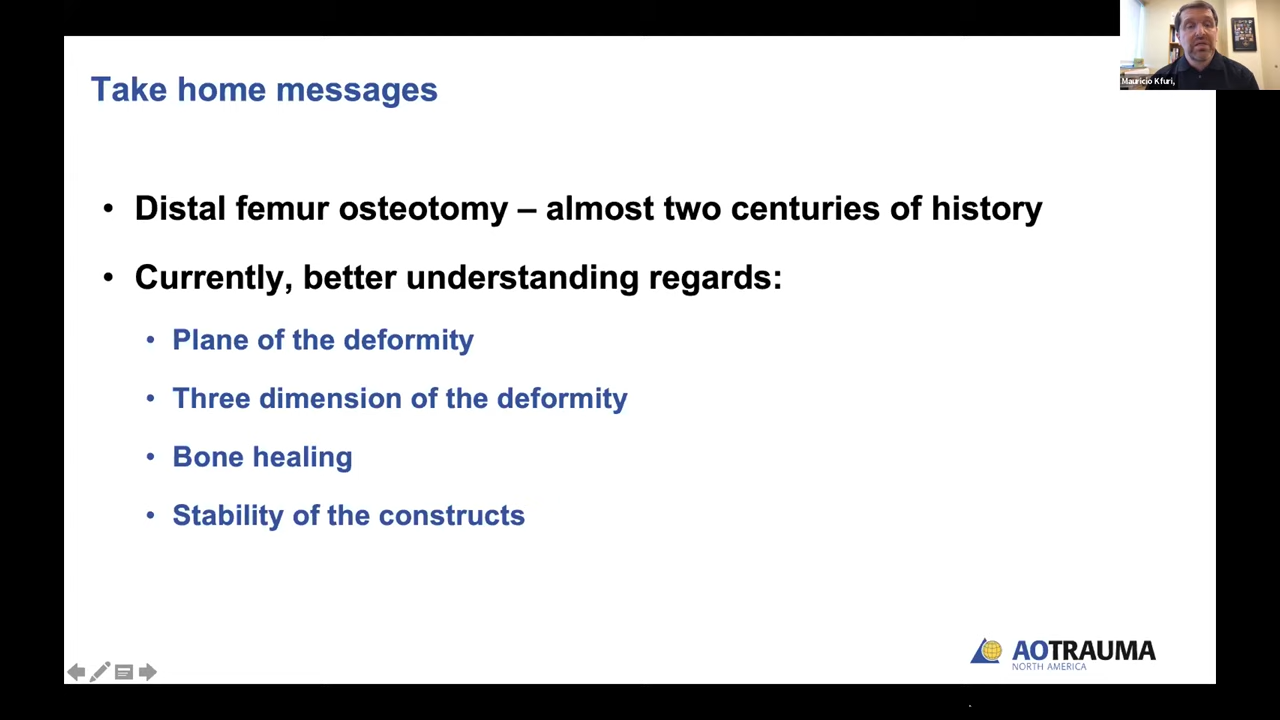 Take home messages
Mauricio Kfuri,
• Distal femur osteotomy – almost two centuries of history
• Currently, better understanding regards:
• Plane of the deformity
• Three dimension of the deformity
• Bone healing
• Stability of the constructs
AOTRAUMA
NORTH AMERICA